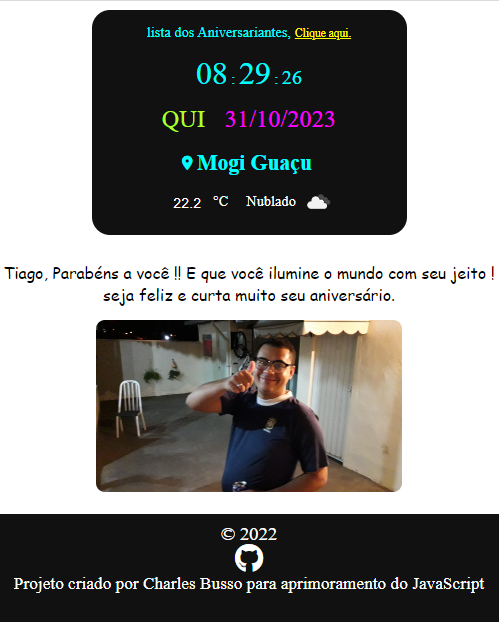 lista dos Aniversariantes, Clique aqui.
08 : 29 : 26
QUI 31/10/2023
Mogi Guaçu
22.2 °C Nublado
Tiago, Parabéns a você !! E que você ilumine o mundo com seu jeito !
seja feliz e curta muito seu aniversário.
© 2022
Projeto criado por Charles Busso para aprimoramento do JavaScript